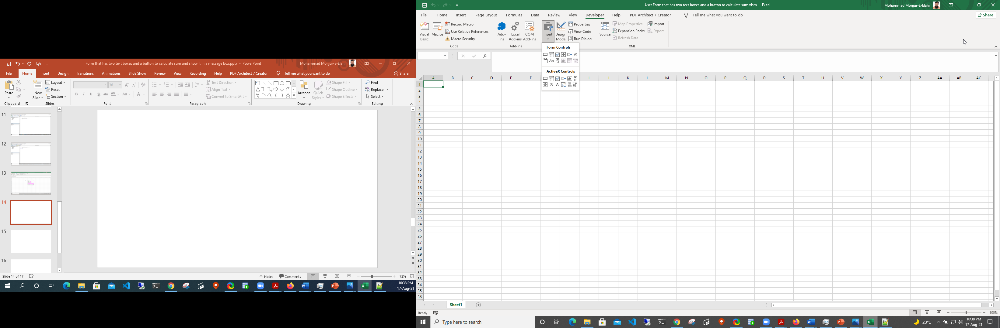 Form that has two text boxes and a button to calculate sum and show it in a message box.pptx - PowerPoint
Mohammad Monjur-E-Elahi
File Home Insert Design Transitions Animations Slide Show Review View Recording Help PDF Architect 7 Creator Tell me what you want to do Share
Paste
Clipboard
New Slide
Layout
Reset
Section
Slides
36
B I U S abc AV Aa A
Font
Text Direction
Align Text
Convert to SmartArt
Paragraph
Arrange
Quick Styles
Shape Fill
Shape Outline
Shape Effects
Drawing
Find
Replace
Select
Editing
11
12
13
14
15
16
Slide 14 of 17
Notes Comments 72%
10:38 PM
17-Aug-21
User Form that has two text boxes and a button to calculate sum.xlsm - Excel
Mohammad Monjur-E-Elahi
File Home Insert Page Layout Formulas Data Review View Developer Help PDF Architect 7 Creator Tell me what you want to do Share
Visual Basic
Macros
Record Macro
Use Relative References
Macro Security
Code
Add-ins
Excel Add-ins
COM Add-ins
Add-ins
Insert
Design Mode
Properties
View Code
Run Dialog
Source
Map Properties
Expansion Packs
Refresh Data
Import
Export
XML
Form Controls
Aa
ActiveX Controls
A
fx
A B C D E F I J K L M N O P Q R S T U V W X Y Z AA AB AC
1
2
3
4
5
6
7
8
9
10
11
12
13
14
15
16
17
18
19
20
21
22
23
24
25
26
27
28
29
30
31
32
33
34
35
36
Sheet1
Ready
100%
Type here to search
23°C
10:38 PM
17-Aug-21